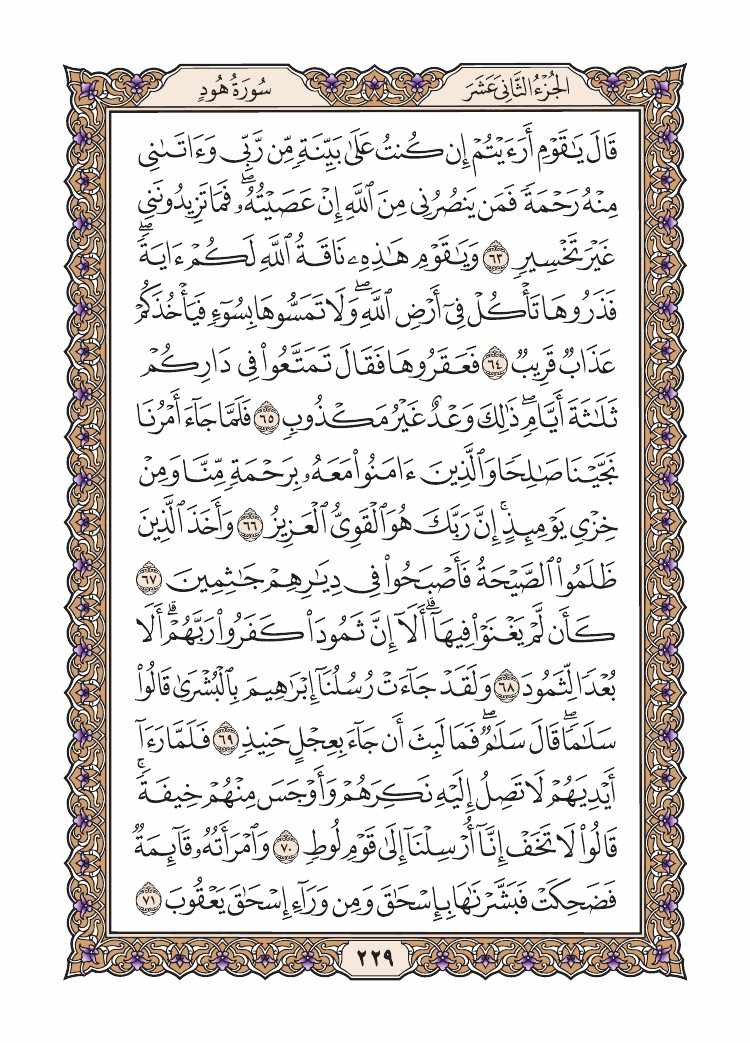 الجُزْءُ الثَّانِي عَشَرَ
سُورَةُ هُودٍ
قَالَ يَـٰقَوْمِ أَرَءَيْتُمْ إِن كُنتُ عَلَىٰ بَيِّنَةٍ مِّن رَّبِّى وَءَاتَىٰنِى
مِنْهُ رَحْمَةً فَمَن يَنصُرُنِى مِنَ ٱللَّهِ إِنْ عَصَيْتُهُۥۖ فَمَا تَزِيدُونَنِى
غَيْرَ تَخْسِيرٍ ٦٣ وَيَـٰقَوْمِ هَـٰذِهِۦ نَاقَةُ ٱللَّهِ لَكُمْ ءَايَةًۖ
فَذَرُوهَا تَأْكُلْ فِىٓ أَرْضِ ٱللَّهِۖ وَلَا تَمَسُّوهَا بِسُوٓءٍ فَيَأْخُذَكُمْ
عَذَابٌ قَرِيبٌ ٦٤ فَعَقَرُوهَا فَقَالَ تَمَتَّعُوا۟ فِى دَارِكُمْ
ثَلَـٰثَةَ أَيَّامٍۖ ذَٰلِكَ وَعْدٌ غَيْرُ مَكْذُوبٍ ٦٥ فَلَمَّا جَآءَ أَمْرُنَا
نَجَّيْنَا صَـٰلِحًا وَٱلَّذِينَ ءَامَنُوا۟ مَعَهُۥ بِرَحْمَةٍ مِّنَّا وَمِنْ
خِزْىِ يَوْمِئِذٍۚ إِنَّ رَبَّكَ هُوَ ٱلْقَوِىُّ ٱلْعَزِيزُ ٦٦ وَأَخَذَ ٱلَّذِينَ
ظَلَمُوا۟ ٱلصَّيْحَةُ فَأَصْبَحُوا۟ فِى دِيَـٰرِهِمْ جَـٰثِمِينَ ٦٧
كَأَن لَّمْ يَغْنَوْا۟ فِيهَآۗ أَلَآ إِنَّ ثَمُودَا۟ كَفَرُوا۟ رَبَّهُمْۗ أَلَا
بُعْدًا لِّثَمُودَ ٦٨ وَلَقَدْ جَآءَتْ رُسُلُنَآ إِبْرَٰهِيمَ بِٱلْبُشْرَىٰ قَالُوا۟
سَلَـٰمًاۖ قَالَ سَلَـٰمٌۖ فَمَا لَبِثَ أَن جَآءَ بِعِجْلٍ حَنِيذٍ ٦٩ فَلَمَّا رَءَآ
أَيْدِيَهُمْ لَا تَصِلُ إِلَيْهِ نَكِرَهُمْ وَأَوْجَسَ مِنْهُمْ خِيفَةًۚ
قَالُوا۟ لَا تَخَفْ إِنَّآ أُرْسِلْنَآ إِلَىٰ قَوْمِ لُوطٍ ٧٠ وَٱمْرَأَتُهُۥ قَآئِمَةٌ
فَضَحِكَتْ فَبَشَّرْنَـٰهَا بِإِسْحَـٰقَ وَمِن وَرَآءِ إِسْحَـٰقَ يَعْقُوبَ ٧١
٢٢٩